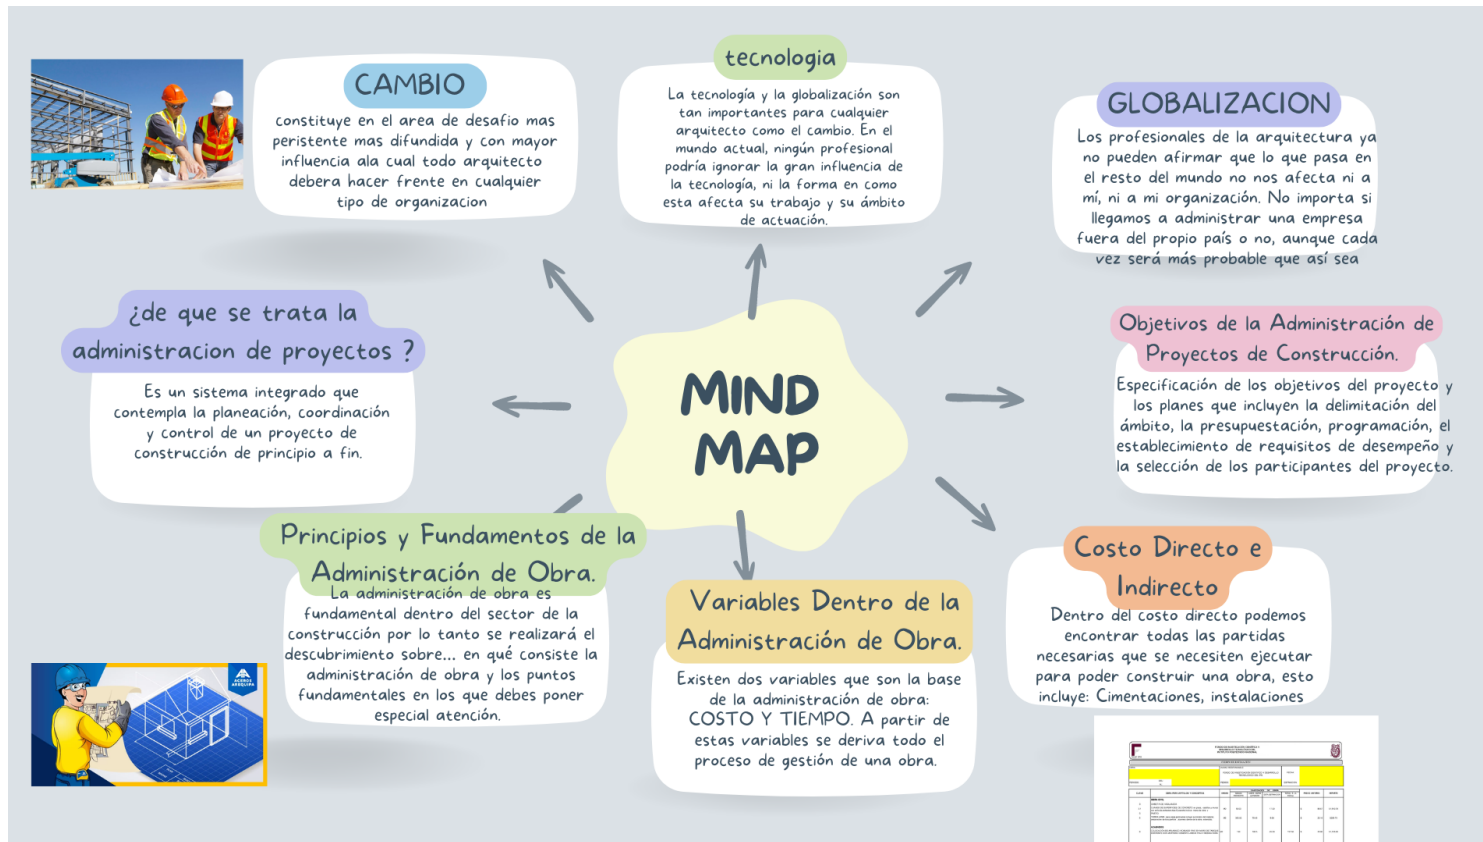 CAMBIO
constituye en el area de desafio mas
peristente mas difundida y con mayor
influencia ala cual todo arquitecto
debera hacer frente en cualquier
tipo de organizacion
tecnologia
La tecnología y la globalización son
tan importantes para cualquier
arquitecto como el cambio. En el
mundo actual, ningún profesional
podría ignorar la gran influencia de
la tecnología, ni la forma en como
esta afecta su trabajo y su ámbito
de actuación.
GLOBALIZACION
Los profesionales de la arquitectura ya
no pueden afirmar que lo que pasa en
el resto del mundo no nos afecta ni a
mí, ni a mi organización. No importa si
llegamos a administrar una empresa
fuera del propio país o no, aunque cada
vez será más probable que así sea
¿de que se trata la
administracion de proyectos ?
Es un sistema integrado que
contempla la planeación, coordinación
y control de un proyecto de
construcción de principio a fin.
MIND
MAP
Objetivos de la Administración de
Proyectos de Construcción.
Especificación de los objetivos del proyecto y
los planes que incluyen la delimitación del
ámbito, la presupuestación, programación, el
establecimiento de requisitos de desempeño y
la selección de los participantes del proyecto.
Principios y Fundamentos de la
Administración de Obra.
La administración de obra es
fundamental dentro del sector de la
construcción por lo tanto se realizará el
descubrimiento sobre... en qué consiste la
administración de obra y los puntos
fundamentales en los que debes poner
especial atención.
Variables Dentro de la
Administración de Obra.
Existen dos variables que son la base
de la administración de obra:
COSTO Y TIEMPO. A partir de
estas variables se deriva todo el
proceso de gestión de una obra.
Costo Directo e
Indirecto
Dentro del costo directo podemos
encontrar todas las partidas
necesarias que se necesiten ejecutar
para poder construir una obra, esto
incluye: Cimentaciones, instalaciones
ACEROS
AREQUIPA